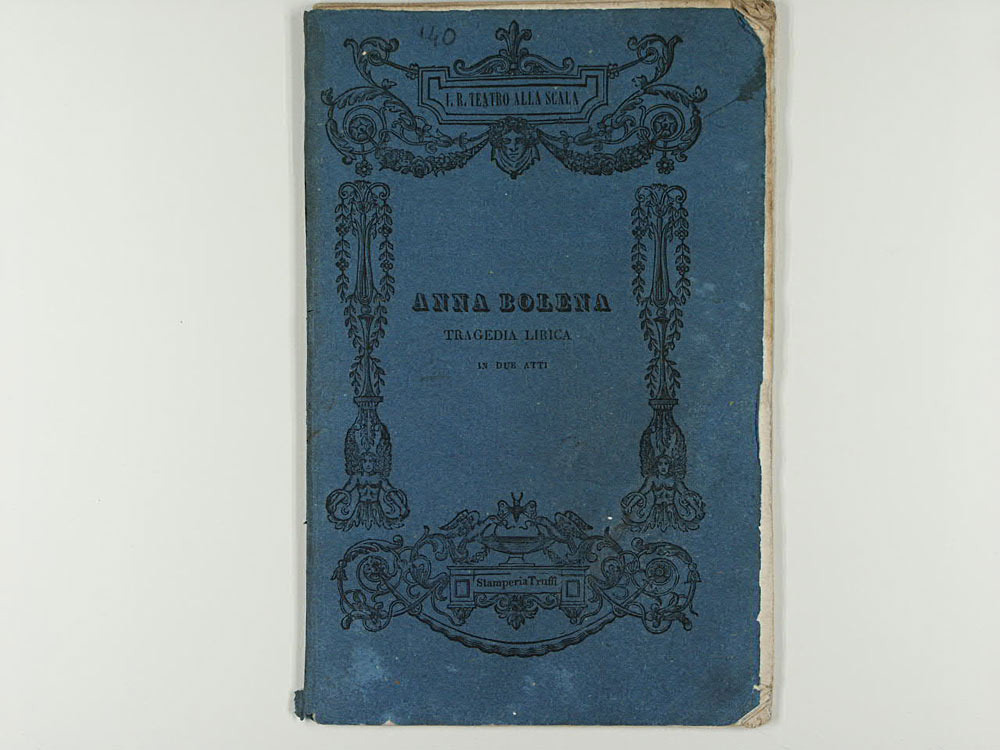 140
I. R. TEATRO ALLA SCALA
ANNA BOLENA
TRAGEDIA LIRICA
IN DUE ATTI
Stamperia Truffi